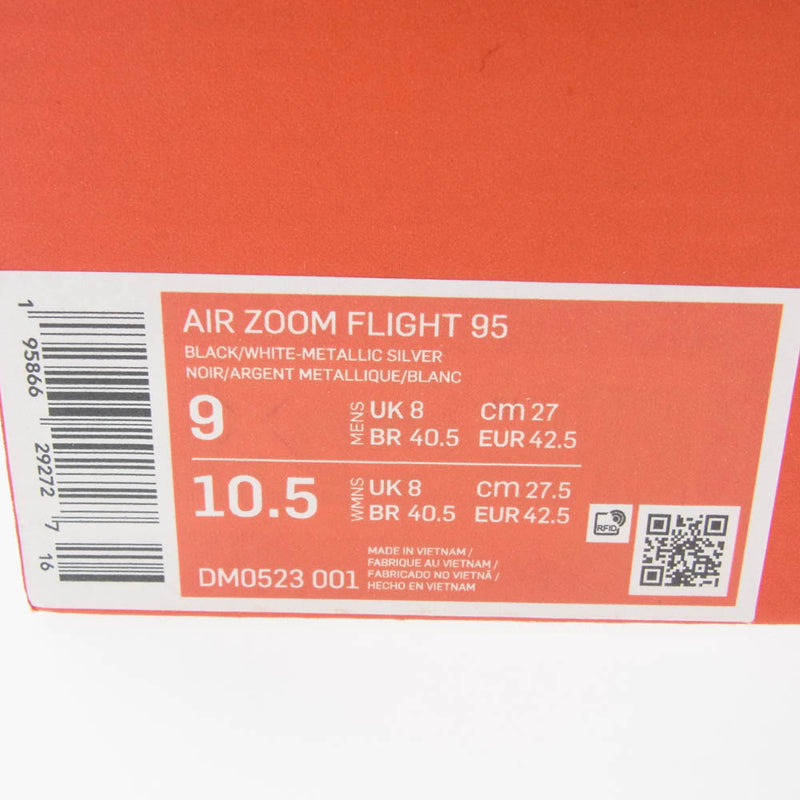 AIR ZOOM FLIGHT 95
BLACK/WHITE-METALLIC SILVER
NOIR/ARGENT METALLIQUE/BLANC
9 MENS UK 8 cm 27
BR 40.5 EUR 42.5
10.5 WMNS UK 8 cm 27.5
BR 40.5 EUR 42.5
DM0523 001
MADE IN VIETNAM /
FABRIQUE AU VIETNAM /
FABRICADO NO VIETNÃ /
HECHO EN VIETNAM
RFID
1 95866 29272 7 16